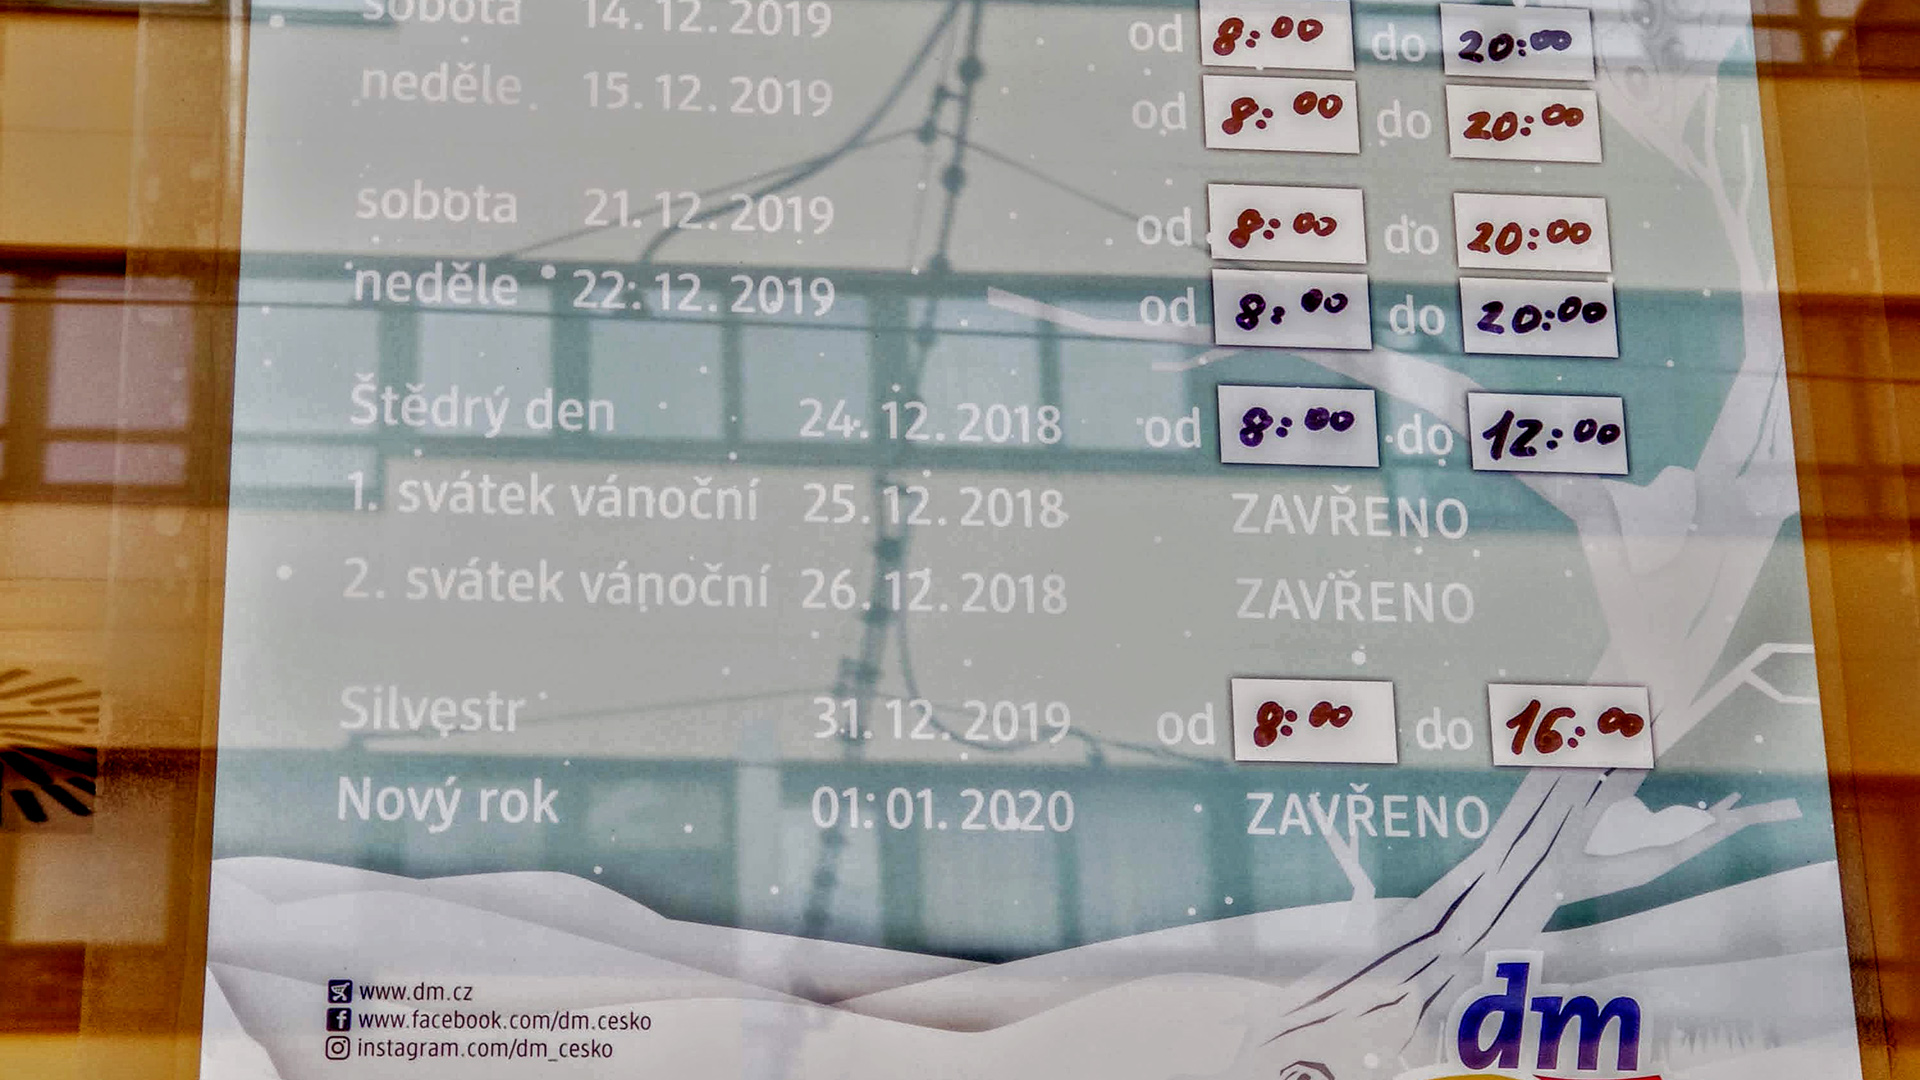 sobota 14. 12. 2019 od 8:00 do 20:00
neděle 15. 12. 2019 od 8:00 do 20:00
sobota 21. 12. 2019 od 8:00 do 20:00
neděle 22. 12. 2019 od 8:00 do 20:00
Štědrý den 24. 12. 2018 od 8:00 do 12:00
1. svátek vánoční 25. 12. 2018 ZAVŘENO
2. svátek vánoční 26. 12. 2018 ZAVŘENO
Silvestr 31. 12. 2019 od 8:00 do 16:00
Nový rok 01. 01. 2020 ZAVŘENO
www.dm.cz
www.facebook.com/dm.cesko
instagram.com/dm_cesko
dm